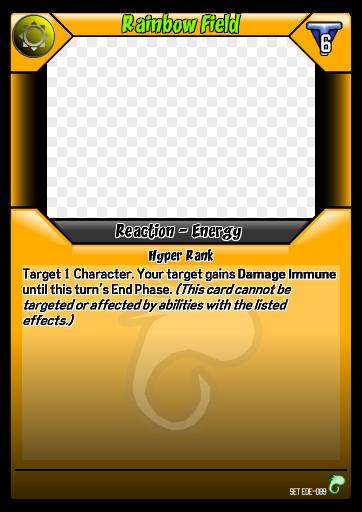 Rainbow Field
6
Reaction - Energy
Hyper Rank
Target 1 Character. Your target gains Damage Immune
until this turn's End Phase. (This card cannot be
targeted or affected by abilities with the listed
effects.)
SET EOE-089